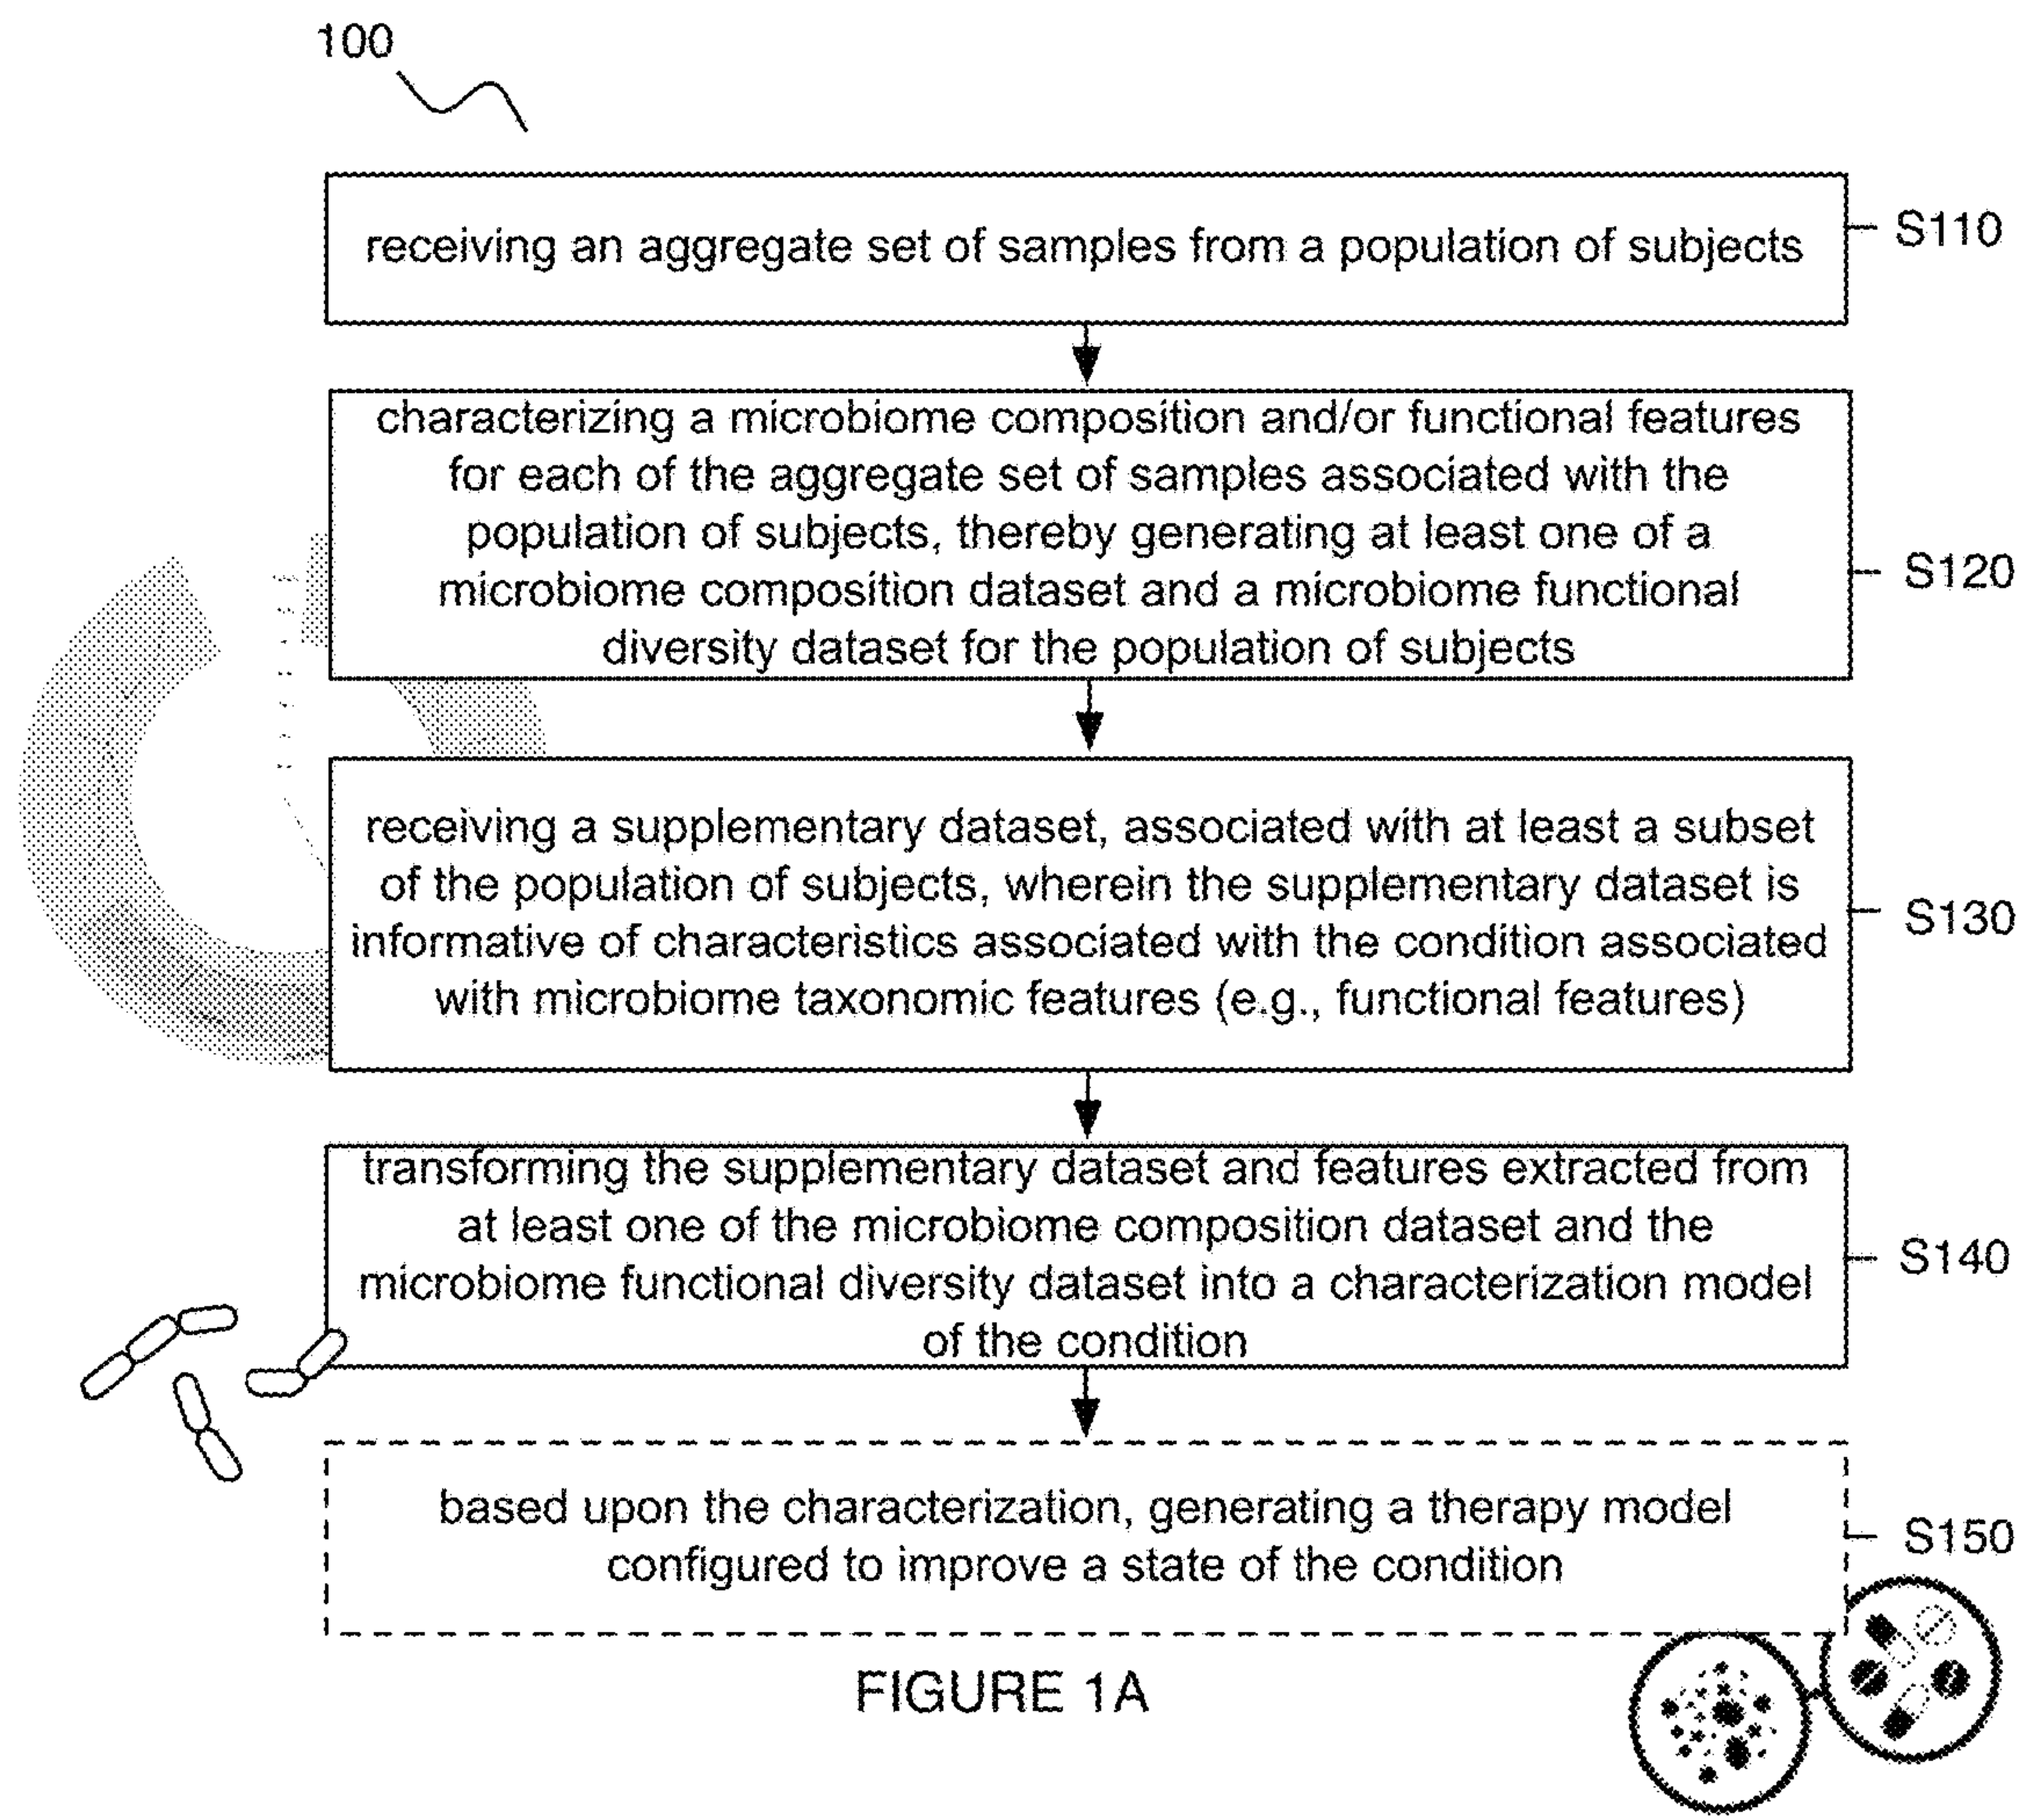 100
receiving an aggregate set of samples from a population of subjects
S110
characterizing a microbiome composition and/or functional features
for each of the aggregate set of samples associated with the
population of subjects, thereby generating at least one of a
microbiome composition dataset and a microbiome functional
diversity dataset for the population of subjects
S120
receiving a supplementary dataset, associated with at least a subset
of the population of subjects, wherein the supplementary dataset is
informative of characteristics associated with the condition associated
with microbiome taxonomic features (e.g., functional features)
S130
transforming the supplementary dataset and features extracted from
at least one of the microbiome composition dataset and the
microbiome functional diversity dataset into a characterization model
of the condition
S140
based upon the characterization, generating a therapy model
configured to improve a state of the condition
S150
FIGURE 1A